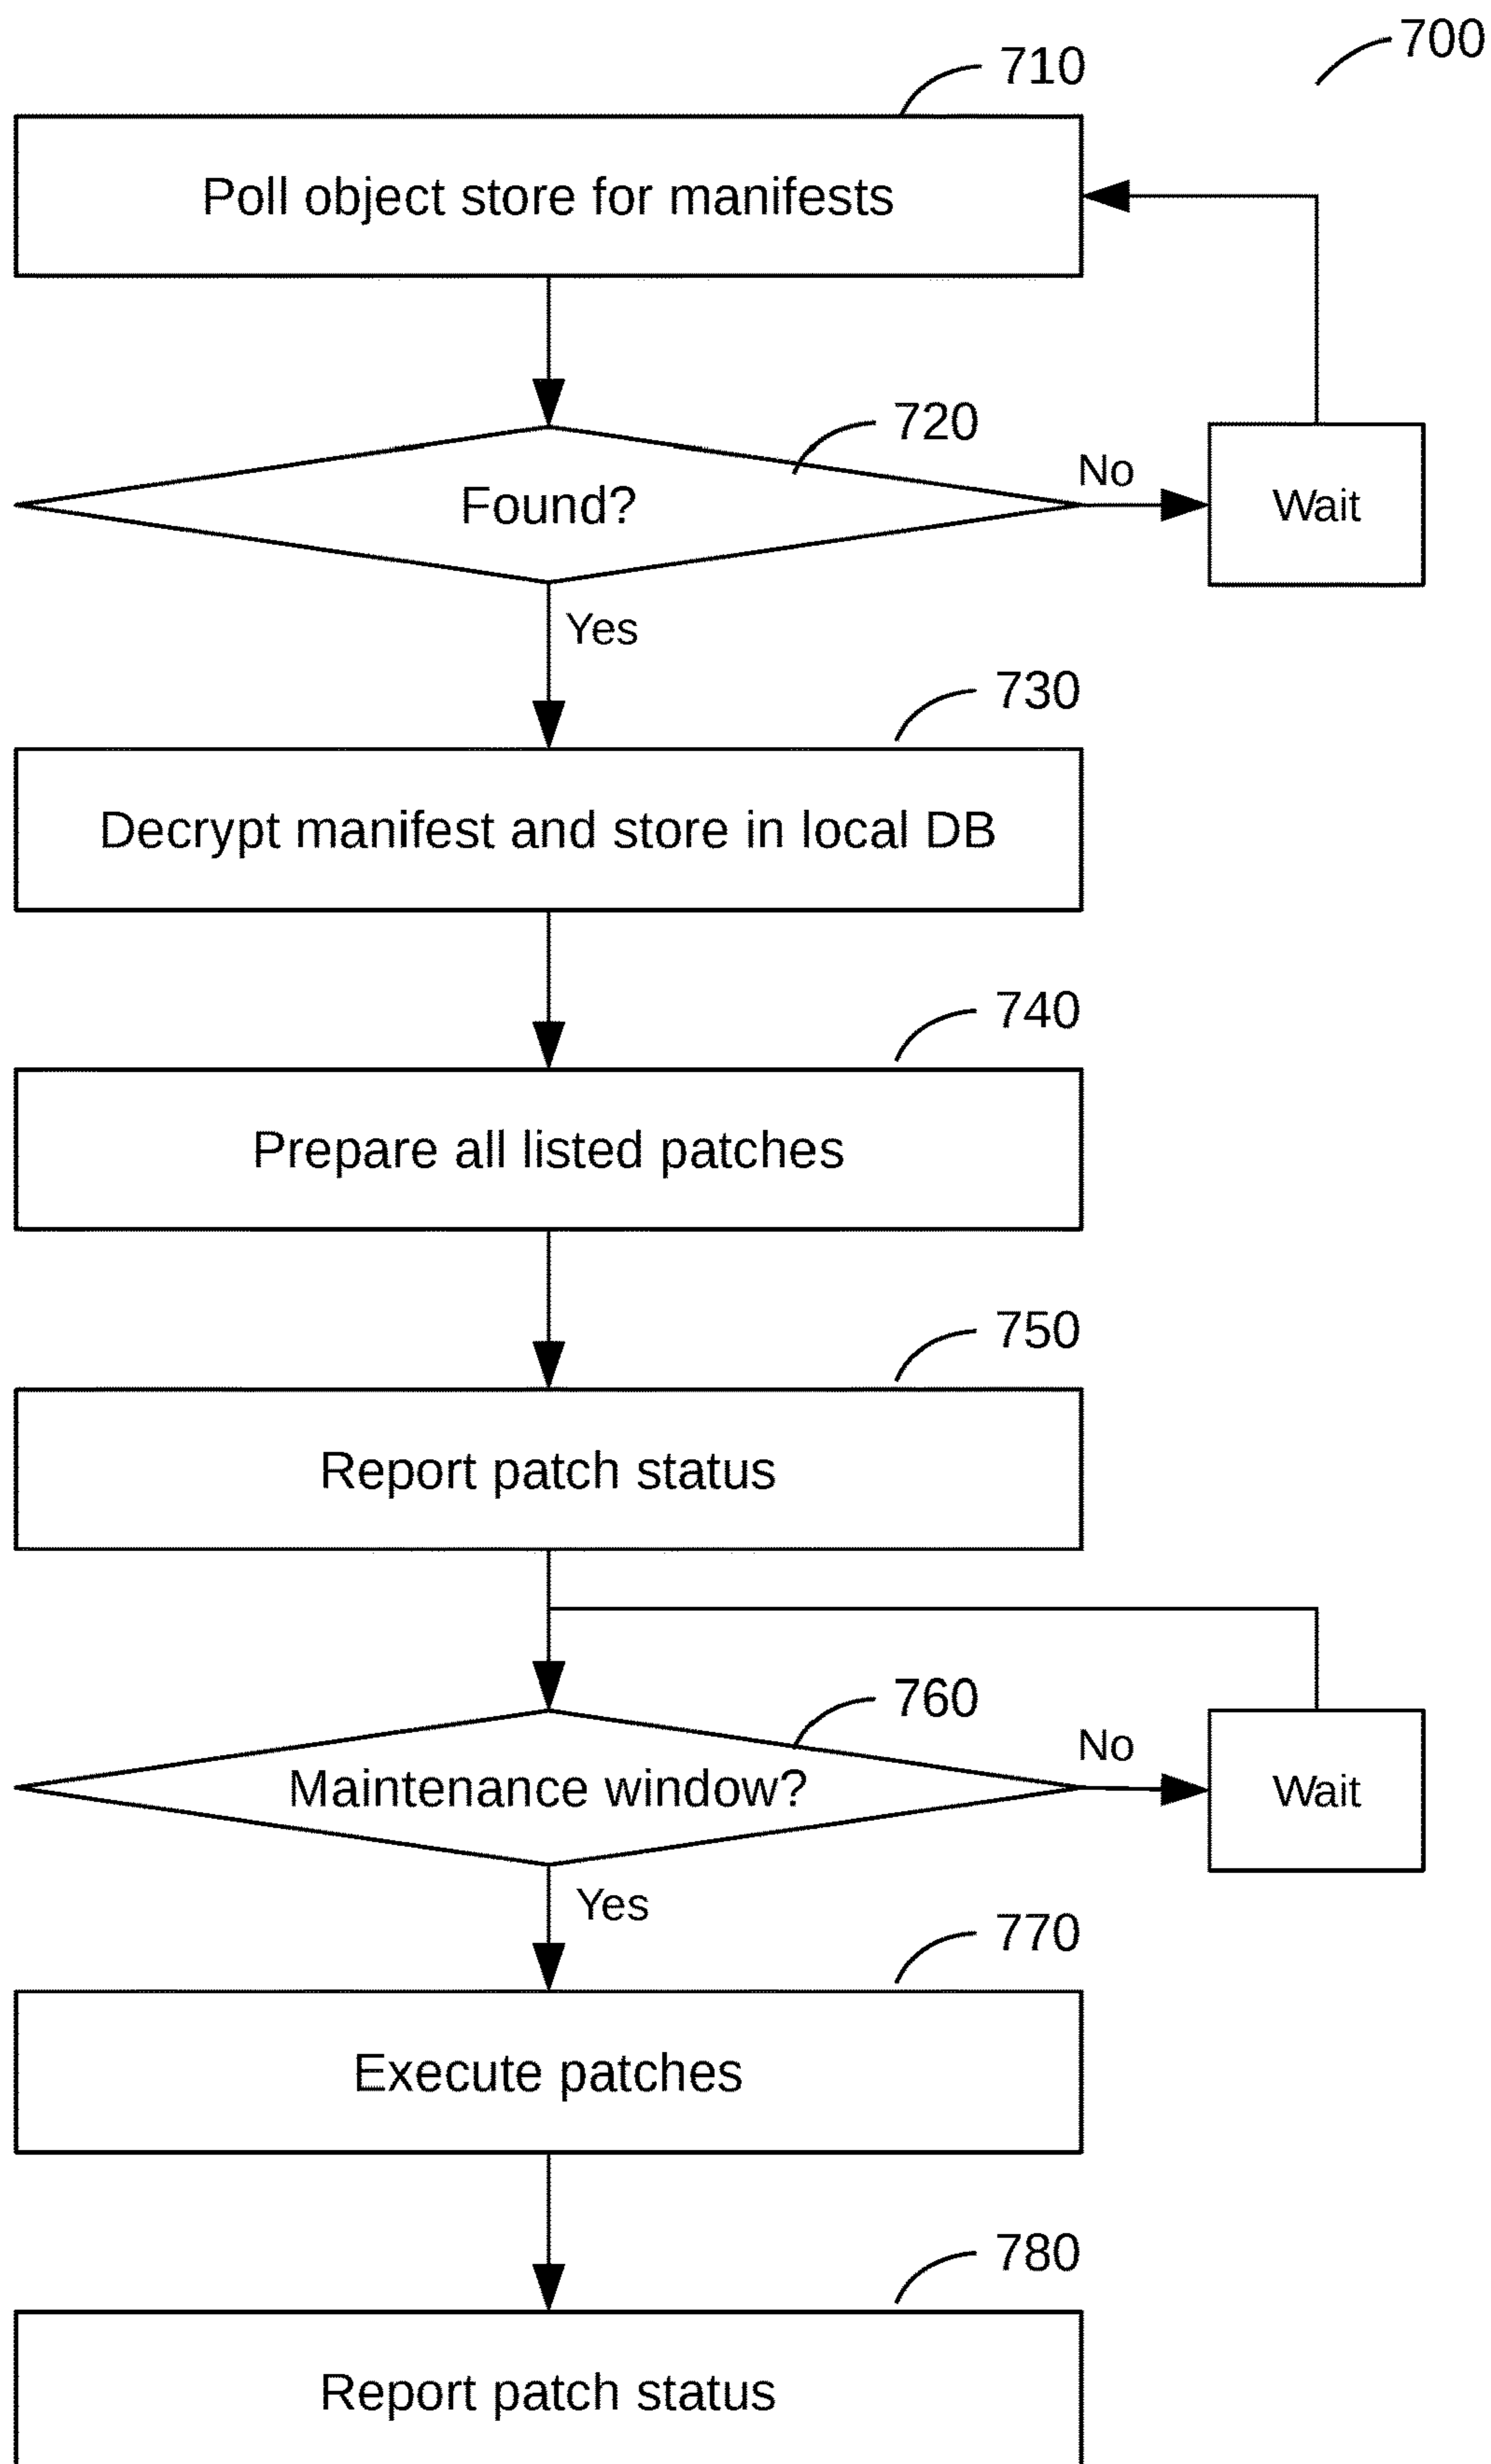 700
710
Poll object store for manifests
720
Found?
No
Wait
Yes
730
Decrypt manifest and store in local DB
740
Prepare all listed patches
750
Report patch status
760
Maintenance window?
No
Wait
Yes
770
Execute patches
780
Report patch status